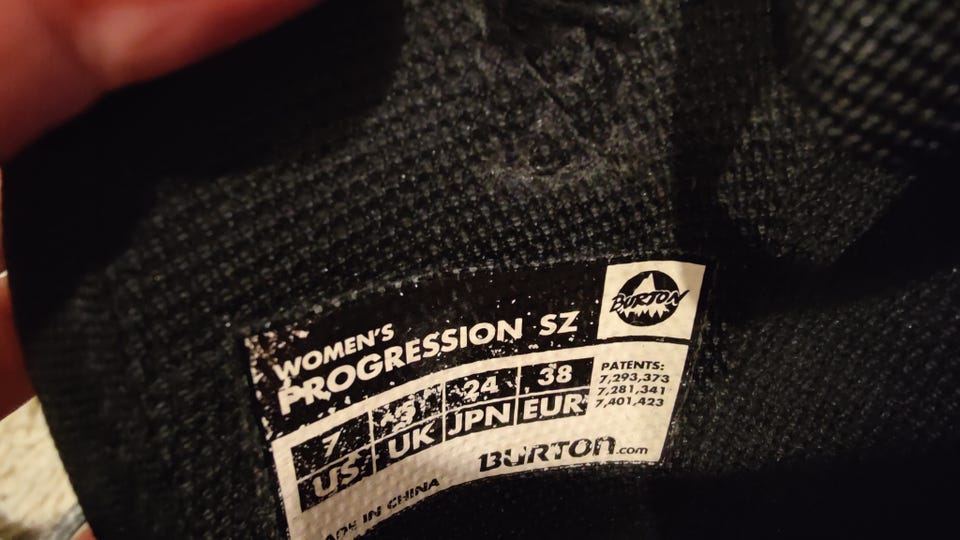 WOMEN'S
PROGRESSION SZ
BURTON
7 5 24 38
US UK JPN EUR
PATENTS:
7,293,373
7,281,341
7,401,423
BURTON.com
IN CHINA